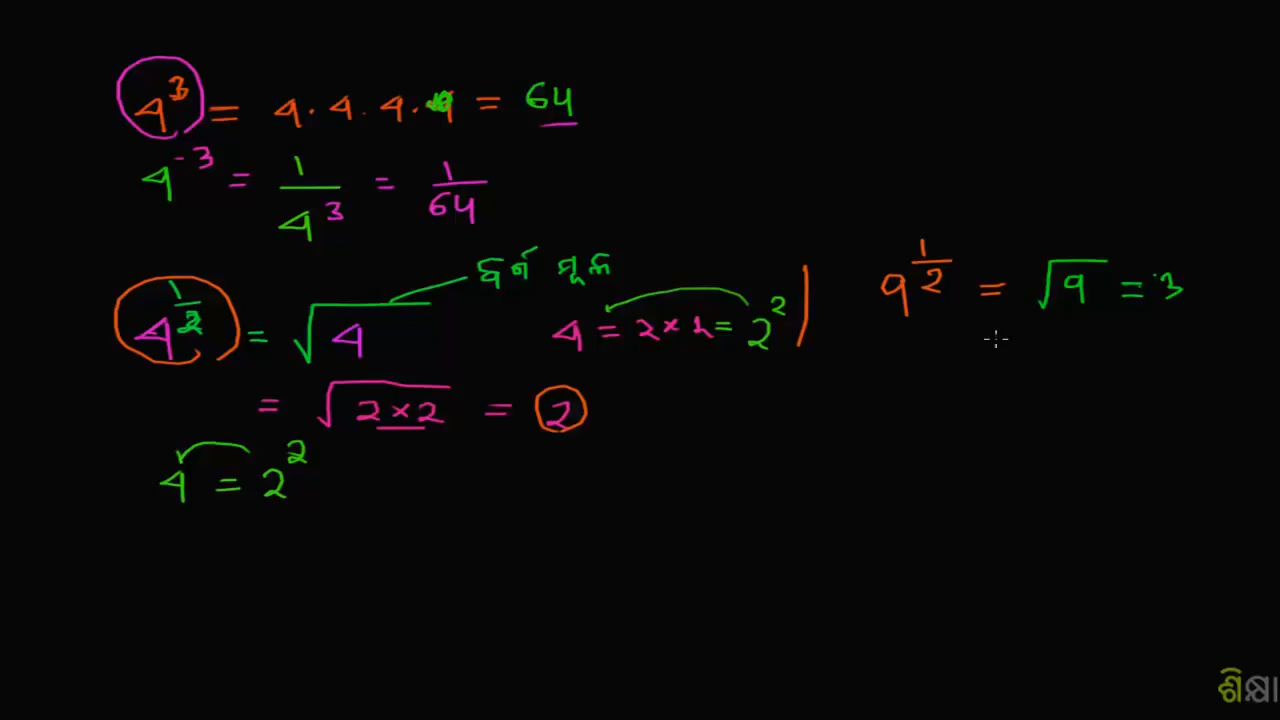 4³ = 4 · 4 · 4 = 64
4⁻³ = 1/4³ = 1/64
4^(1/2) = √4
ବର୍ଗ ମୂଳ
4 = 2 × 2 = 2²
= √(2 × 2) = 2
4 = 2²
9^(1/2) = √9 = 3
ଶିକ୍ଷା